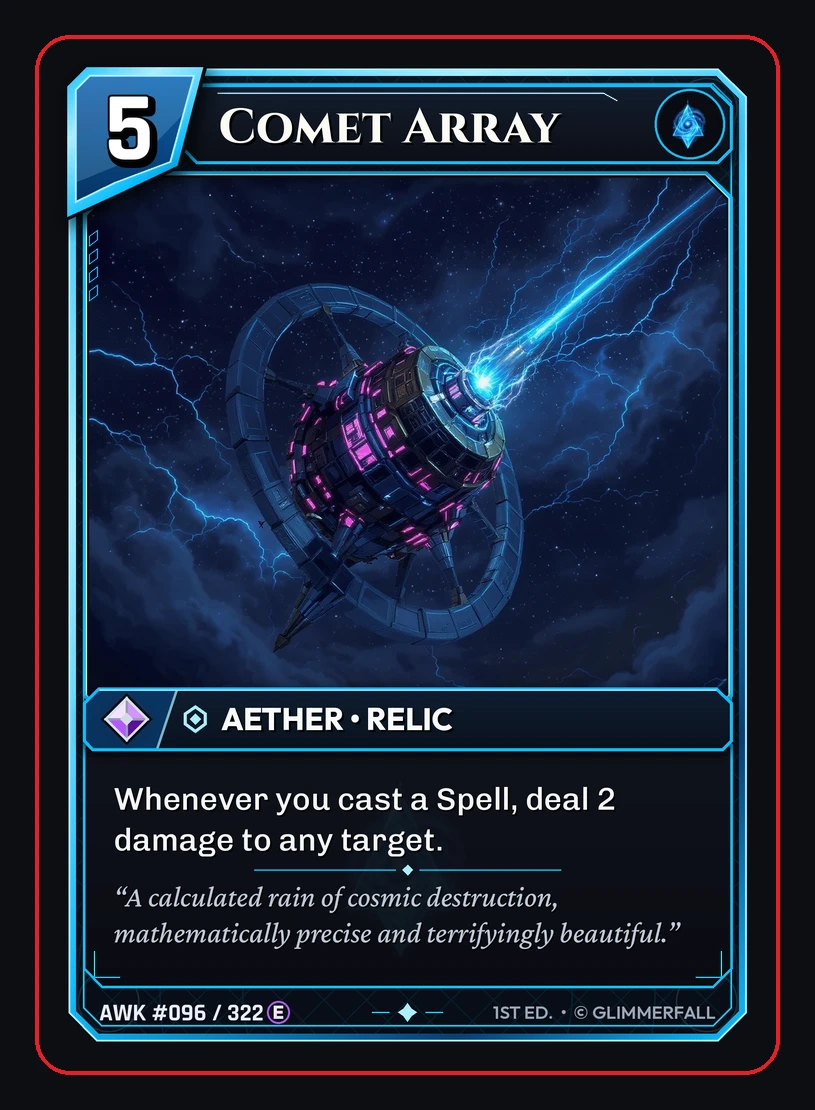 5
COMET ARRAY
AETHER • RELIC
Whenever you cast a Spell, deal 2
damage to any target.
“A calculated rain of cosmic destruction,
mathematically precise and terrifyingly beautiful.”
AWK #096 / 322 E
1ST ED. • © GLIMMERFALL